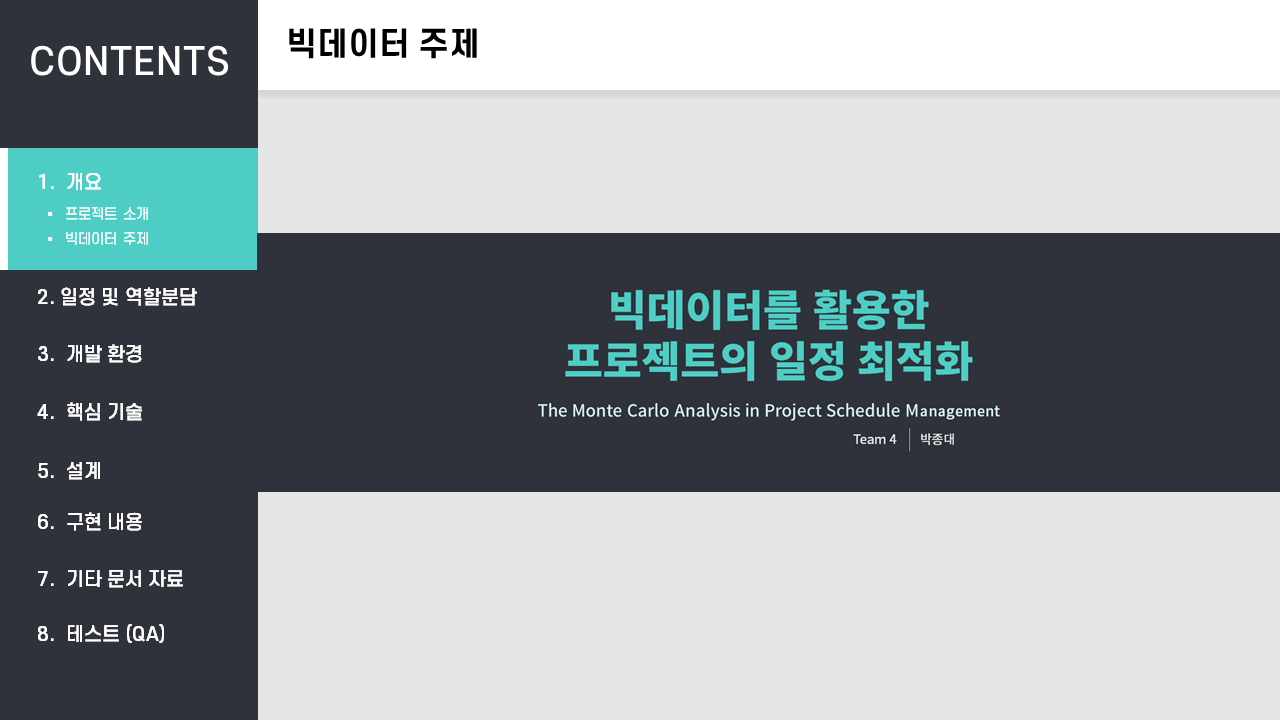 CONTENTS
1. 개요
▪ 프로젝트 소개
▪ 빅데이터 주제
2. 일정 및 역할분담
3. 개발 환경
4. 핵심 기술
5. 설계
6. 구현 내용
7. 기타 문서 자료
8. 테스트 (QA)
빅데이터 주제
빅데이터를 활용한
프로젝트의 일정 최적화
The Monte Carlo Analysis in Project Schedule Management
Team 4 | 박종대